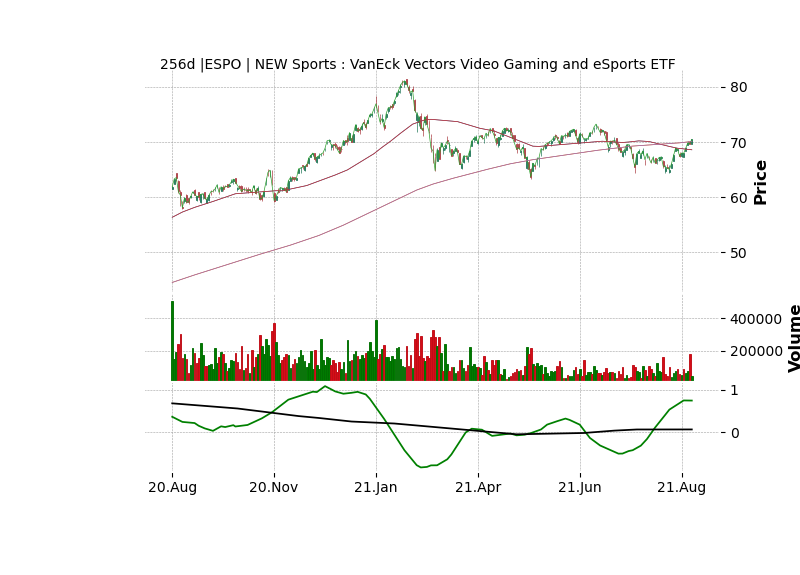 256d |ESPO | NEW Sports : VanEck Vectors Video Gaming and eSports ETF
80
70
60
50
Price
400000
200000
Volume
1
0
20.Aug
20.Nov
21.Jan
21.Apr
21.Jun
21.Aug